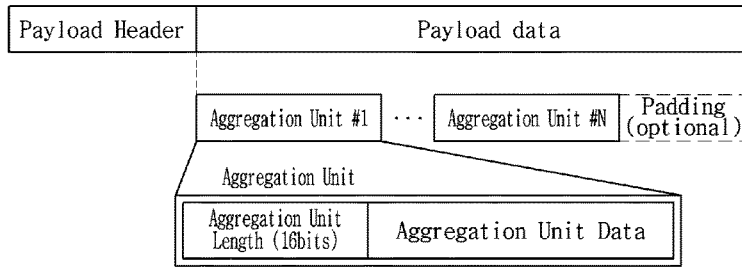 Payload Header
Payload data
Aggregation Unit #1
...
Aggregation Unit #N
Padding
(optional)
Aggregation Unit
Aggregation Unit
Length (16bits)
Aggregation Unit Data